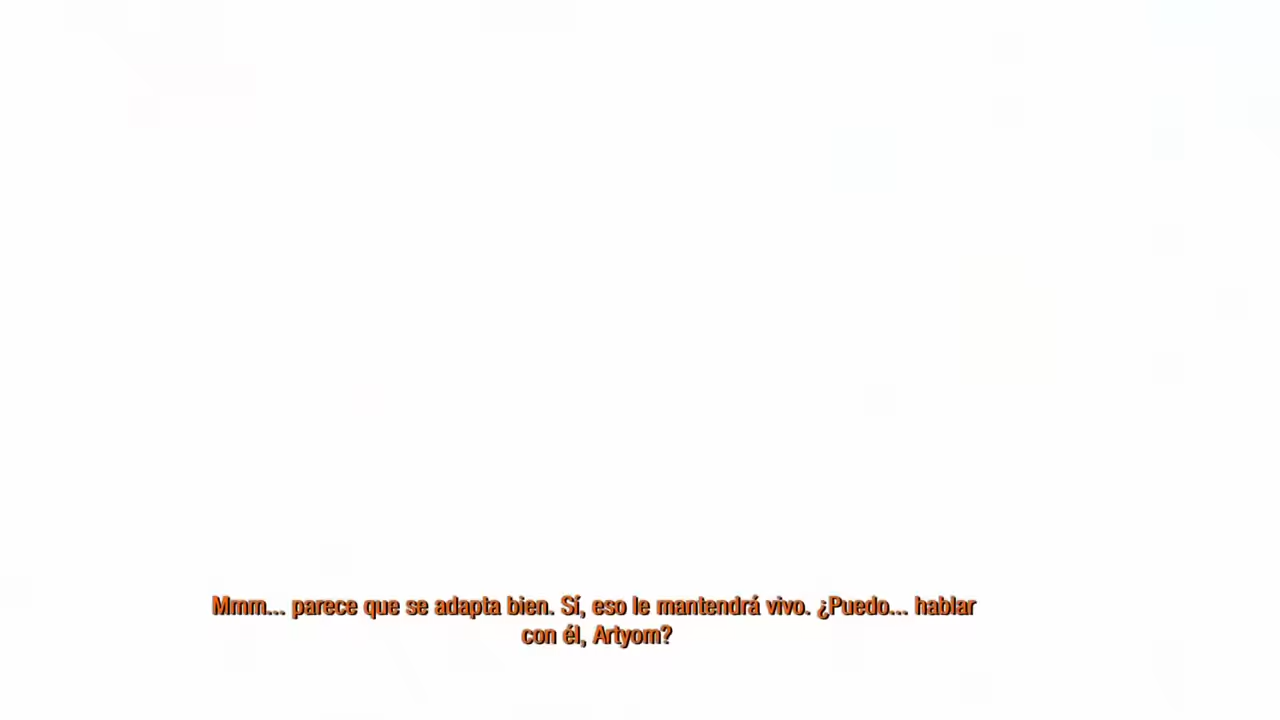 Mmm... parece que se adapta bien. Sí, eso le mantendrá vivo. ¿Puedo... hablar
con él, Artyom?